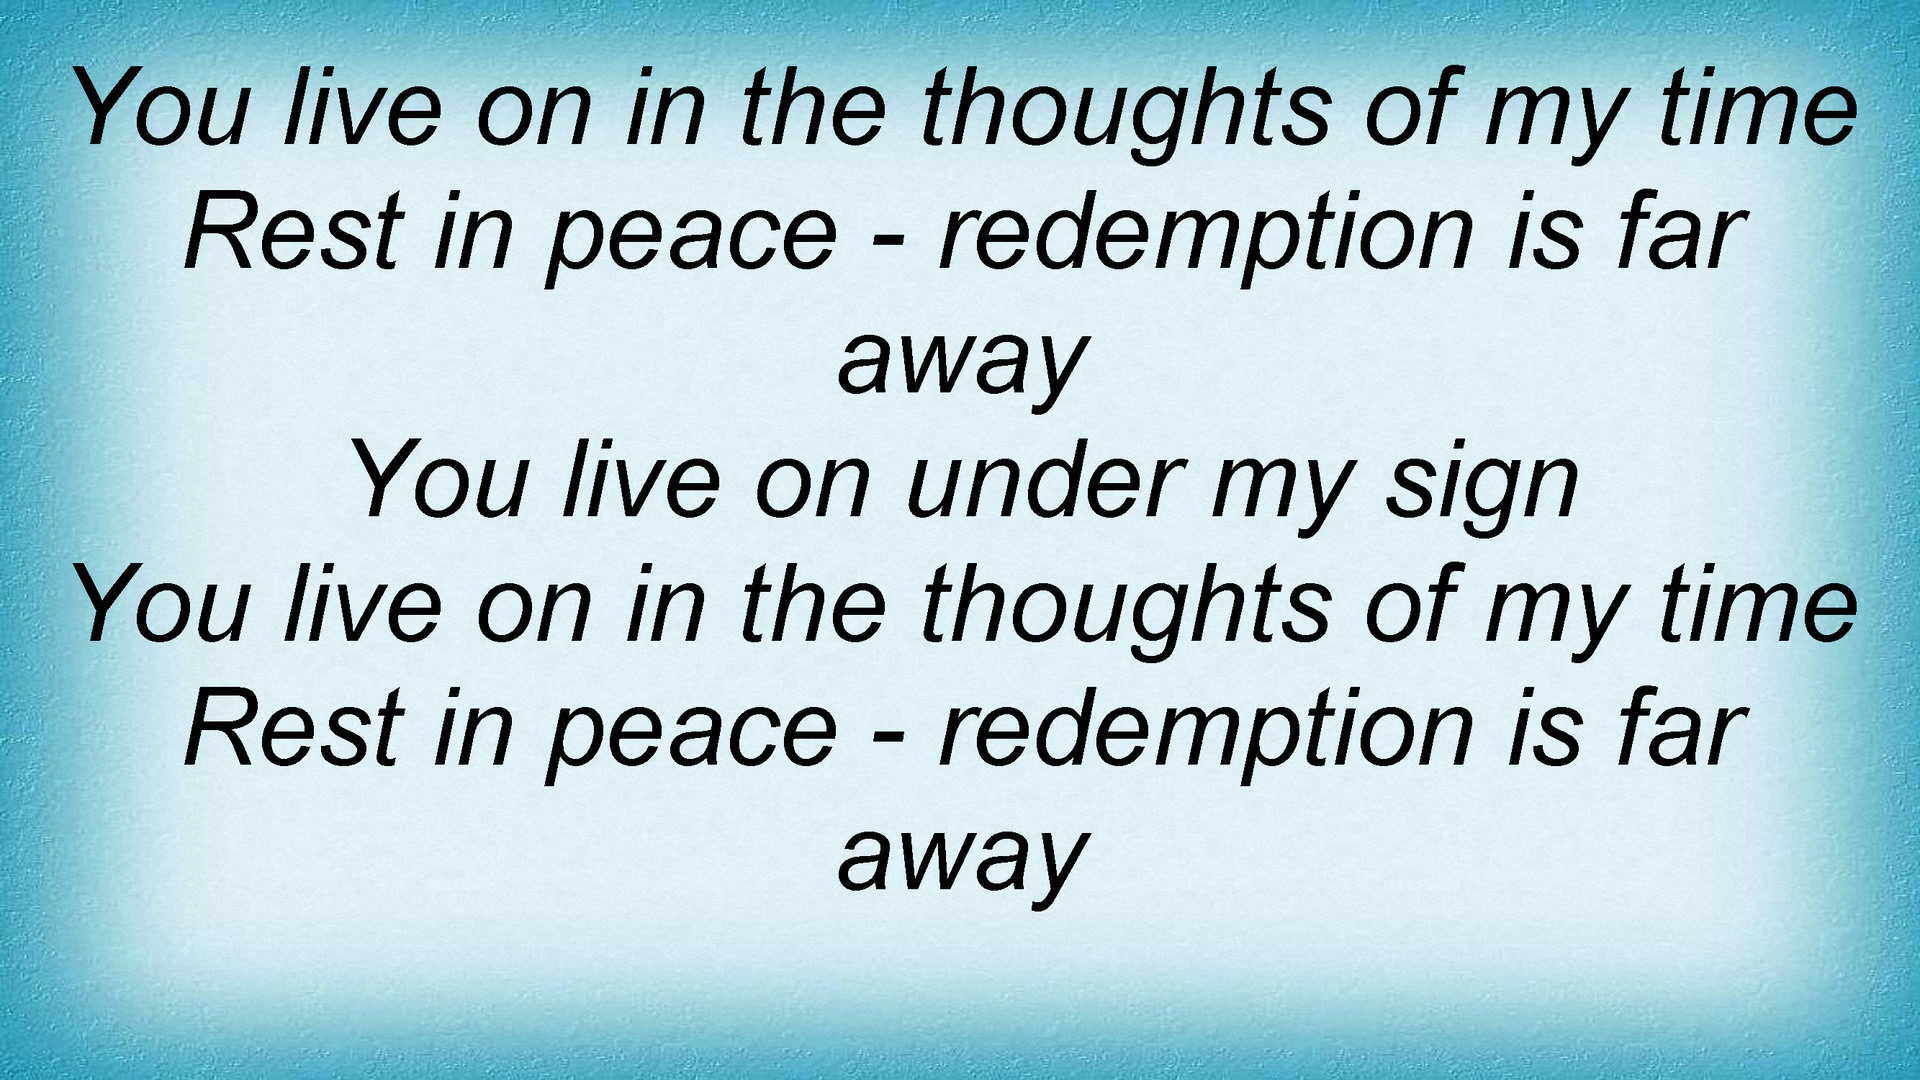 You live on in the thoughts of my time
Rest in peace - redemption is far
away
You live on under my sign
You live on in the thoughts of my time
Rest in peace - redemption is far
away